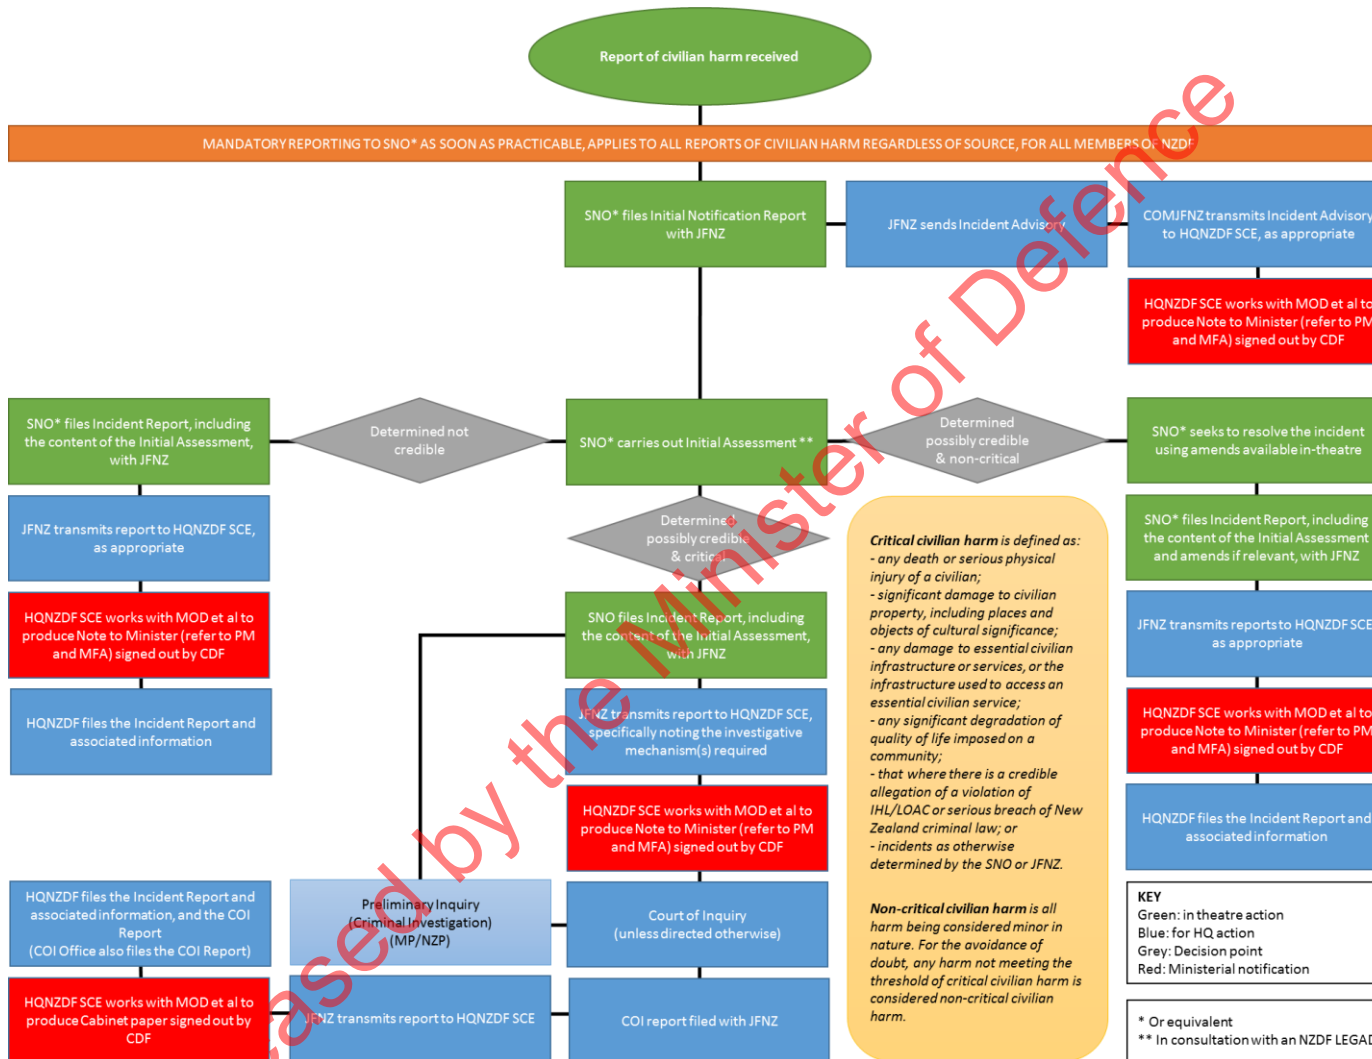 Report of civilian harm received
MANDATORY REPORTING TO SNO* AS SOON AS PRACTICABLE, APPLIES TO ALL REPORTS OF CIVILIAN HARM REGARDLESS OF SOURCE, FOR ALL MEMBERS OF NZDF
SNO* files Initial Notification Report
with JFNZ
JFNZ sends Incident Advisory
COMJFNZ transmits Incident Advisory
to HQNZDF SCE, as appropriate
HQNZDF SCE works with MOD et al to
produce Note to Minister (refer to PM
and MFA) signed out by CDF
SNO* files Incident Report, including
the content of the Initial Assessment,
with JFNZ
Determined not
credible
SNO* carries out Initial Assessment **
Determined
possibly credible
& non-critical
SNO* seeks to resolve the incident
using amends available in-theatre
JFNZ transmits report to HQNZDF SCE,
as appropriate
HQNZDF SCE works with MOD et al to
produce Note to Minister (refer to PM
and MFA) signed out by CDF
HQNZDF files the Incident Report and
associated information
Determined
possibly credible
& critical
SNO files Incident Report, including
the content of the Initial Assessment,
with JFNZ
JFNZ transmits report to HQNZDF SCE,
specifically noting the investigative
mechanism(s) required
HQNZDF SCE works with MOD et al to
produce Note to Minister (refer to PM
and MFA) signed out by CDF
Critical civilian harm is defined as:
- any death or serious physical
injury of a civilian;
- significant damage to civilian
property, including places and
objects of cultural significance;
- any damage to essential civilian
infrastructure or services, or the
infrastructure used to access an
essential civilian service;
- any significant degradation of
quality of life imposed on a
community;
- that where there is a credible
allegation of a violation of
IHL/LOAC or serious breach of New
Zealand criminal law; or
- incidents as otherwise
determined by the SNO or JFNZ.
Non-critical civilian harm is all
harm being considered minor in
nature. For the avoidance of
doubt, any harm not meeting the
threshold of critical civilian harm is
considered non-critical civilian
harm.
SNO* files Incident Report, including
the content of the Initial Assessment
and amends if relevant, with JFNZ
JFNZ transmits reports to HQNZDF SCE
as appropriate
HQNZDF SCE works with MOD et al to
produce Note to Minister (refer to PM
and MFA) signed out by CDF
HQNZDF files the Incident Report and
associated information
HQNZDF files the Incident Report and
associated information, and the COI
Report
(COI Office also files the COI Report)
Preliminary Inquiry
(Criminal Investigation)
(MP/NZP)
Court of Inquiry
(unless directed otherwise)
HQNZDF SCE works with MOD et al to
produce Cabinet paper signed out by
CDF
JFNZ transmits report to HQNZDF SCE
COI report filed with JFNZ
KEY
Green: in theatre action
Blue: for HQ action
Grey: Decision point
Red: Ministerial notification
* Or equivalent
** In consultation with an NZDF LEGAD
eased by the Minister of Defence